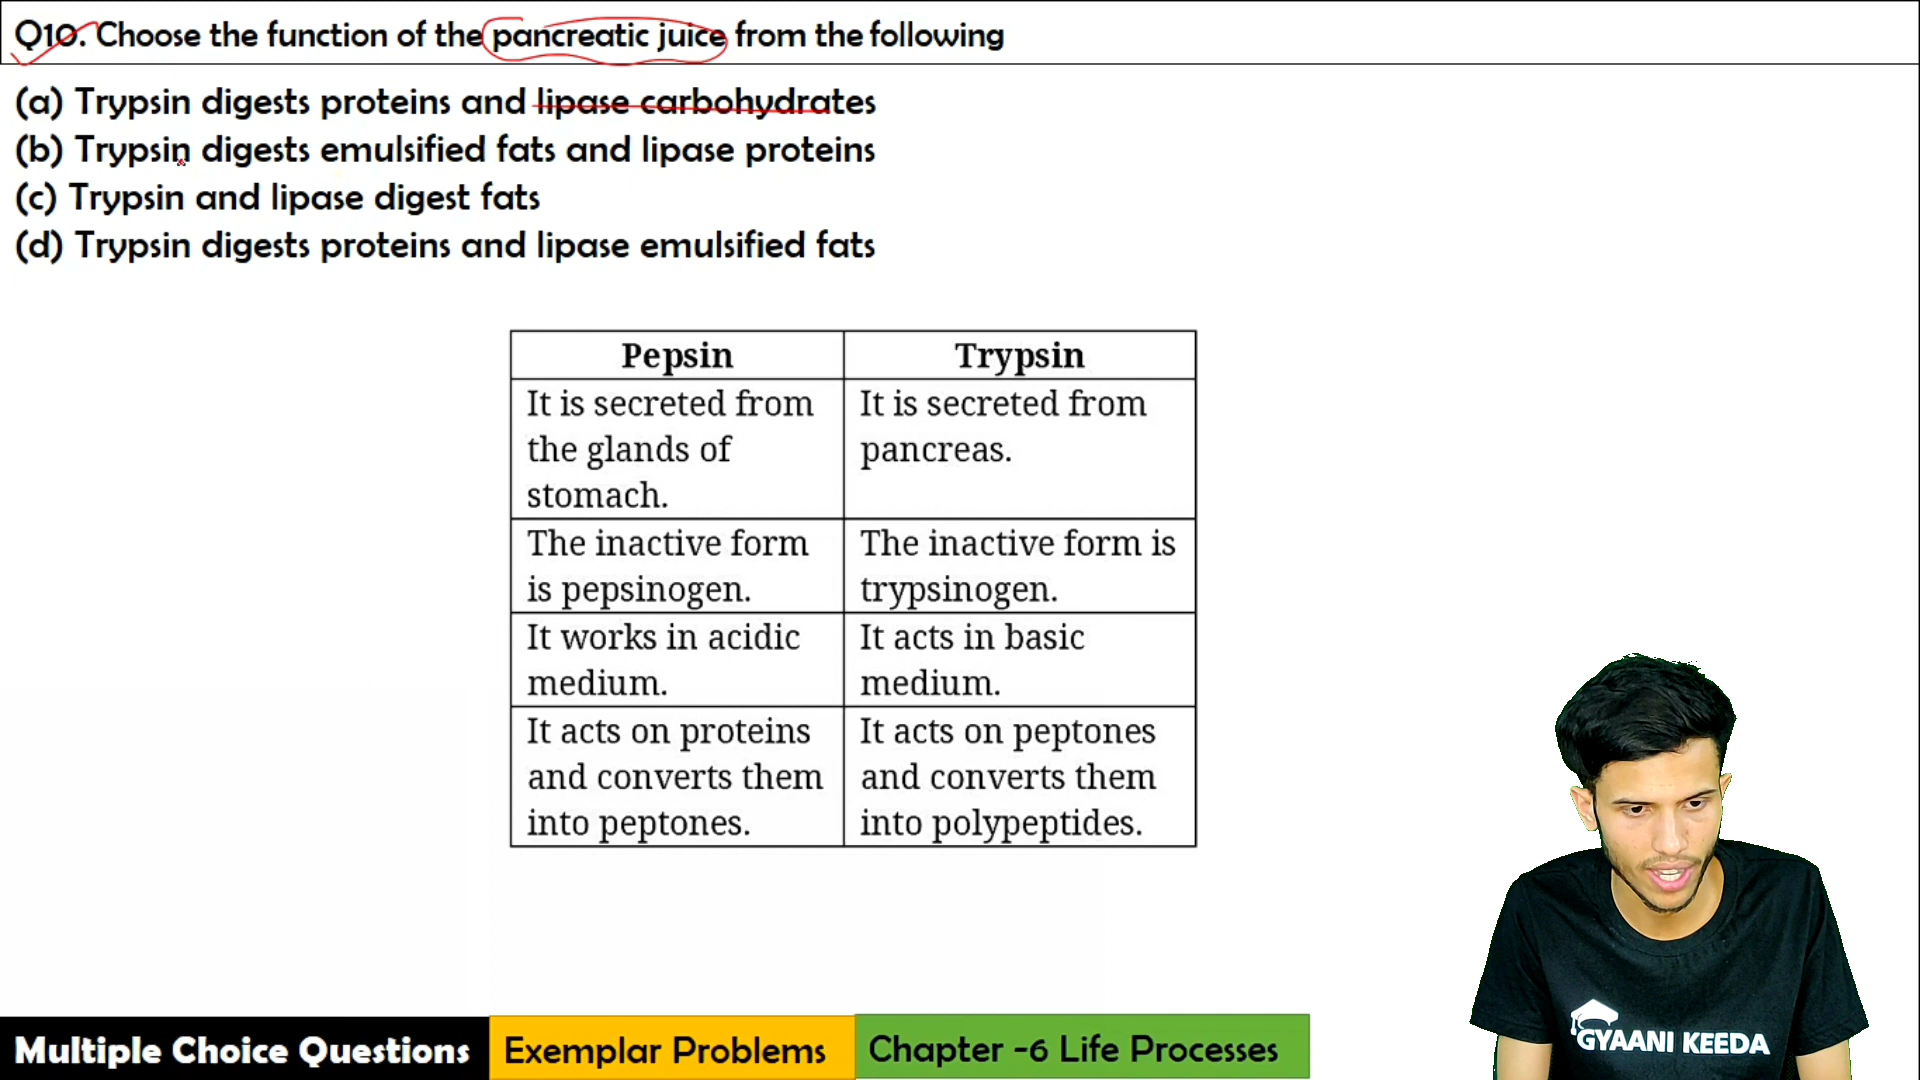 Q10. Choose the function of the pancreatic juice from the following
(a) Trypsin digests proteins and lipase carbohydrates
(b) Trypsin digests emulsified fats and lipase proteins
(c) Trypsin and lipase digest fats
(d) Trypsin digests proteins and lipase emulsified fats
Pepsin Trypsin
It is secreted from
the glands of
stomach.
It is secreted from
pancreas.
The inactive form
is pepsinogen.
The inactive form is
trypsinogen.
It works in acidic
medium.
It acts in basic
medium.
It acts on proteins
and converts them
into peptones.
It acts on peptones
and converts them
into polypeptides.
GYAANI KEEDA
Multiple Choice Questions Exemplar Problems Chapter -6 Life Processes